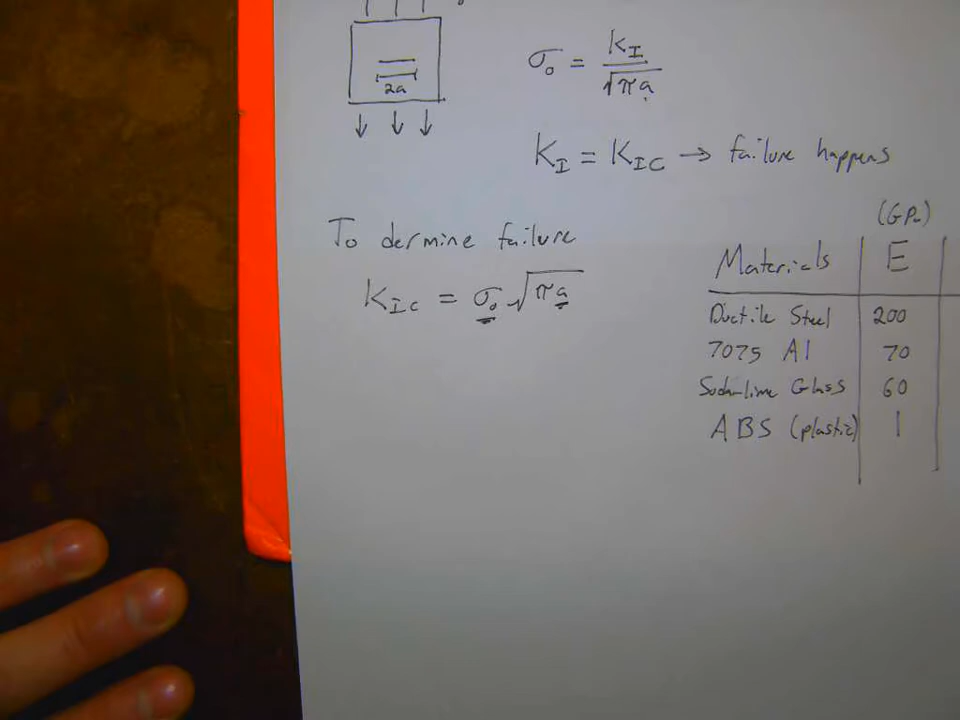 2a
σ₀ = K_I / √πa
K_I = K_IC → failure happens
To dermine failure
K_IC = σ₀ √πa
(GPa)
Materials E
Ductile Steel 200
7075 Al 70
Soda-lime Glass 60
ABS (plastic) 1